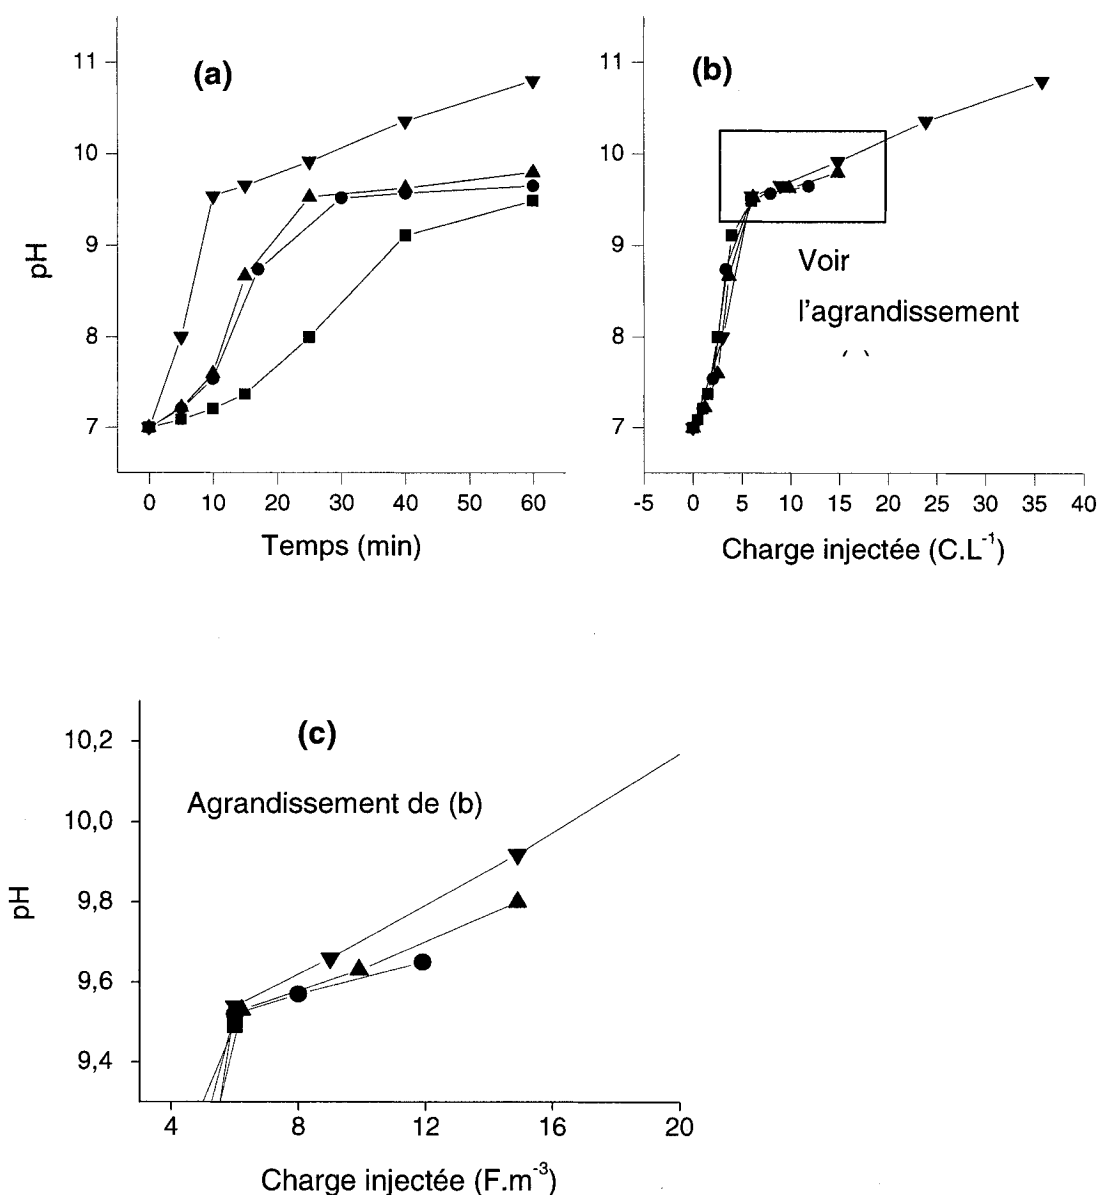 (a)
11
10
9
8
7
pH
0 10 20 30 40 50 60
Temps (min)
(b)
11
10
9
8
7
Voir
l'agrandissement
-5 0 5 10 15 20 25 30 35 40
Charge injectée (C.L⁻¹)
(c)
Agrandissement de (b)
10,2
10,0
9,8
9,6
9,4
pH
4 8 12 16 20
Charge injectée (F.m⁻³)